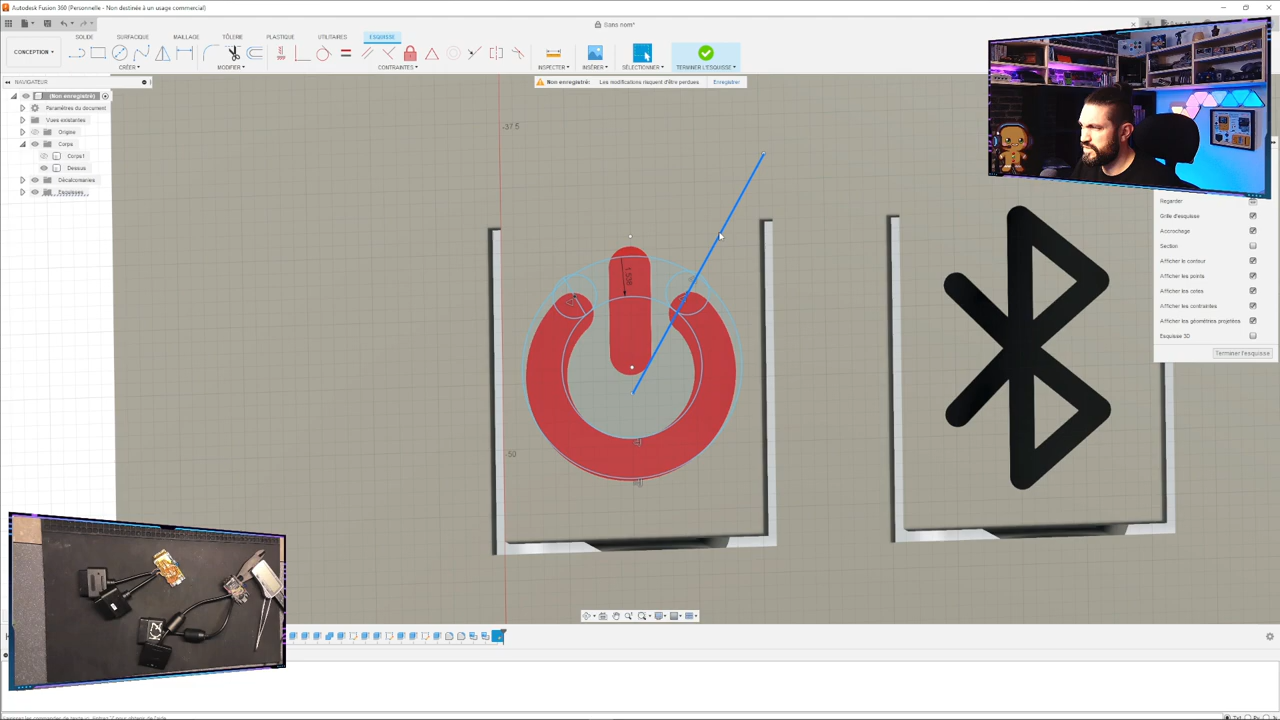 Autodesk Fusion 360 (Personnelle - Non destinée à un usage commercial)
Sans nom*
SOLIDE SURFACIQUE MAILLAGE TÔLERIE PLASTIQUE UTILITAIRES ESQUISSE
CONCEPTION
CRÉER MODIFIER CONTRAINTES INSPECTER INSÉRER SÉLECTIONNER TERMINER L'ESQUISSE
NAVIGATEUR
Non enregistré: Les modifications risquent d'être perdues Enregistrer
(Non enregistré)
Paramètres du document
Vues existantes
Origine
Corps
Corps1
Dessus
Décalcomanies
Esquisses
-37.5
-50
Regarder
Grille d'esquisse
Accrochage
Section
Afficher le contour
Afficher les points
Afficher les cotes
Afficher les contraintes
Afficher les géométries projetées
Esquisse 3D
Terminer l'esquisse
Txt